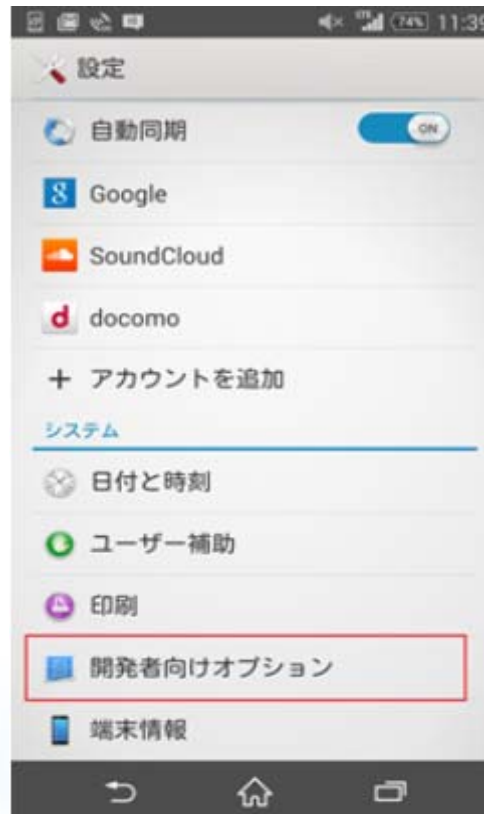 74% 11:39
設定
自動同期 ON
8 Google
SoundCloud
d docomo
+ アカウントを追加
システム
日付と時刻
ユーザー補助
印刷
開発者向けオプション
端末情報